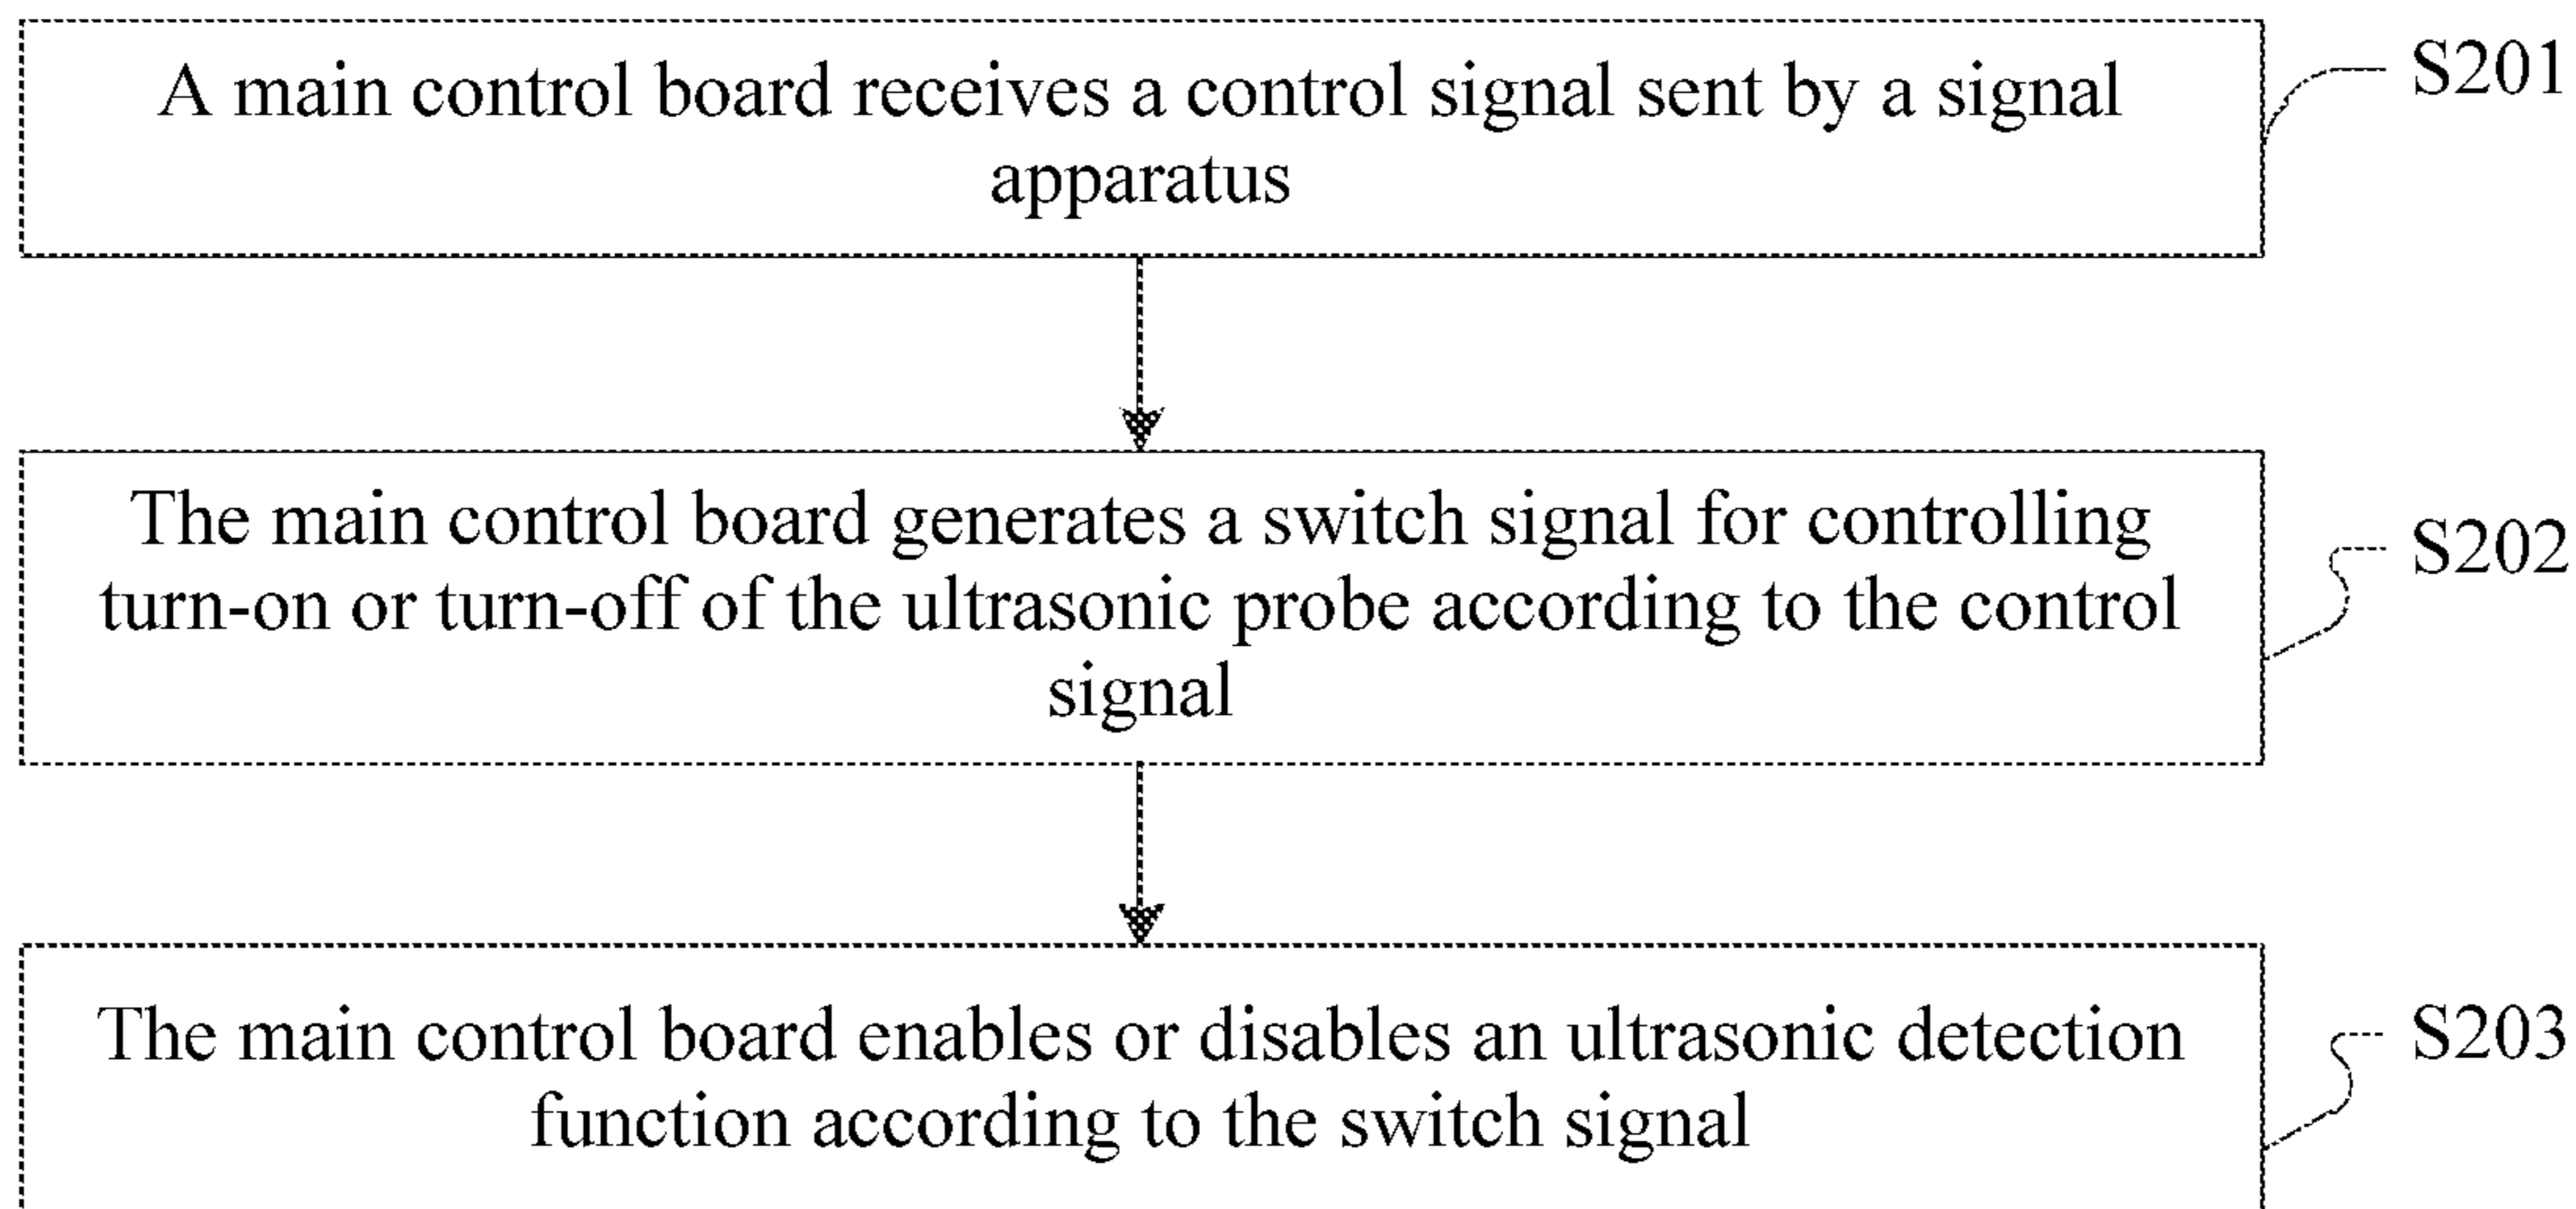 A main control board receives a control signal sent by a signal
apparatus
S201
The main control board generates a switch signal for controlling
turn-on or turn-off of the ultrasonic probe according to the control
signal
S202
The main control board enables or disables an ultrasonic detection
function according to the switch signal
S203